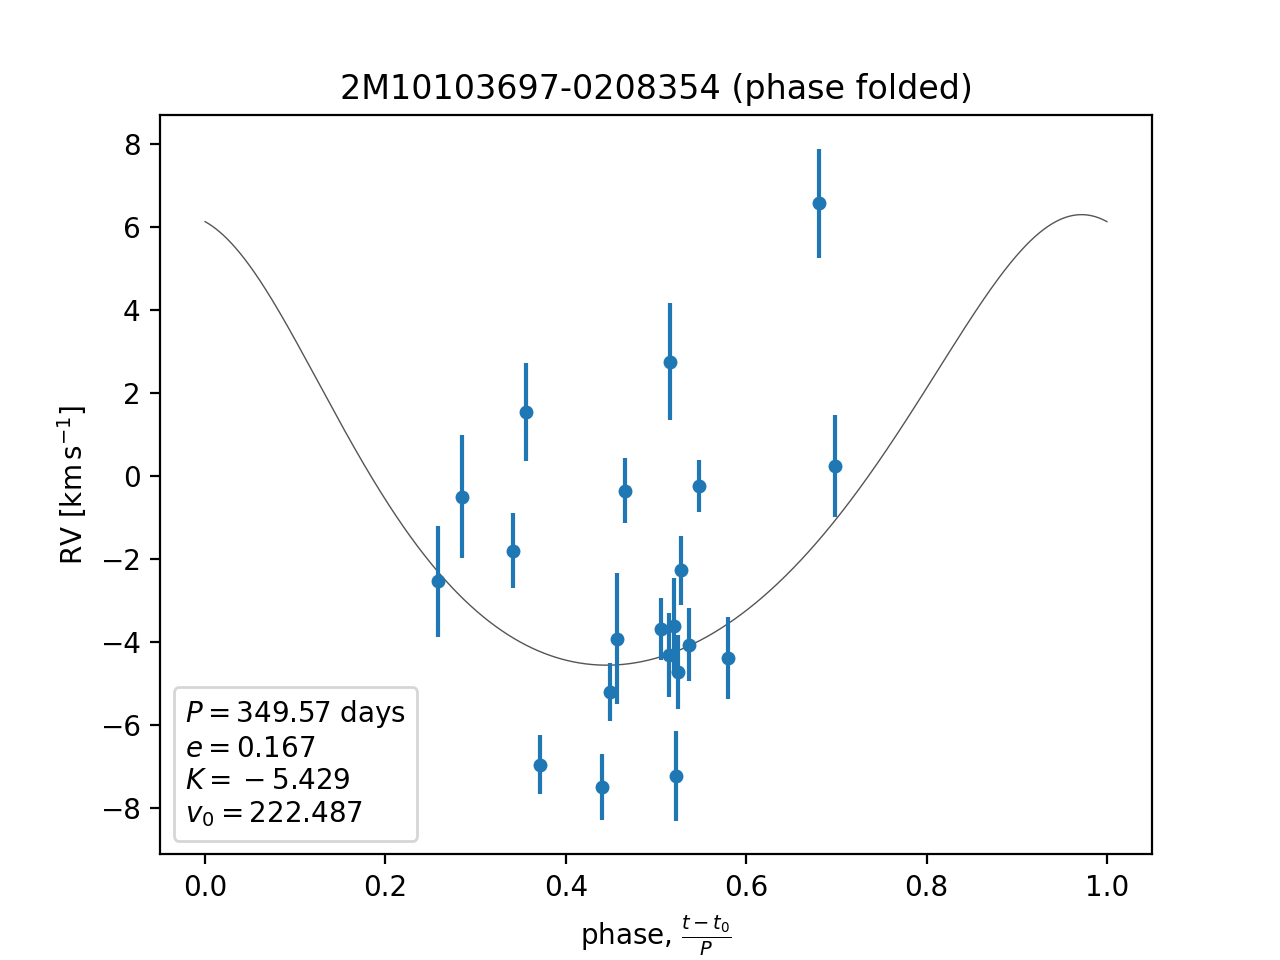 2M10103697-0208354 (phase folded)
RV [km s⁻¹]
8
6
4
2
0
−2
−4
−6
−8
P = 349.57 days
e = 0.167
K = −5.429
v₀ = 222.487
0.0 0.2 0.4 0.6 0.8 1.0
phase, (t − t₀)/P